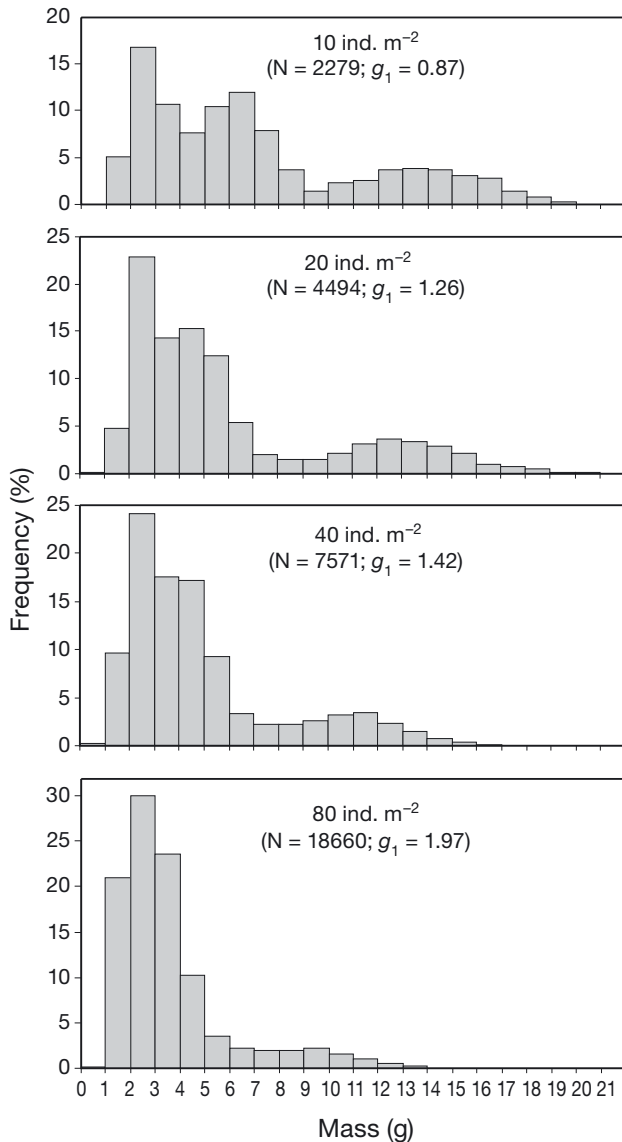 20
15
10
5
0
10 ind. m⁻²
(N = 2279; g₁ = 0.87)
25
20
15
10
5
0
20 ind. m⁻²
(N = 4494; g₁ = 1.26)
Frequency (%)
25
20
15
10
5
0
40 ind. m⁻²
(N = 7571; g₁ = 1.42)
30
25
20
15
10
5
0
80 ind. m⁻²
(N = 18660; g₁ = 1.97)
0 1 2 3 4 5 6 7 8 9 10 11 12 13 14 15 16 17 18 19 20 21
Mass (g)